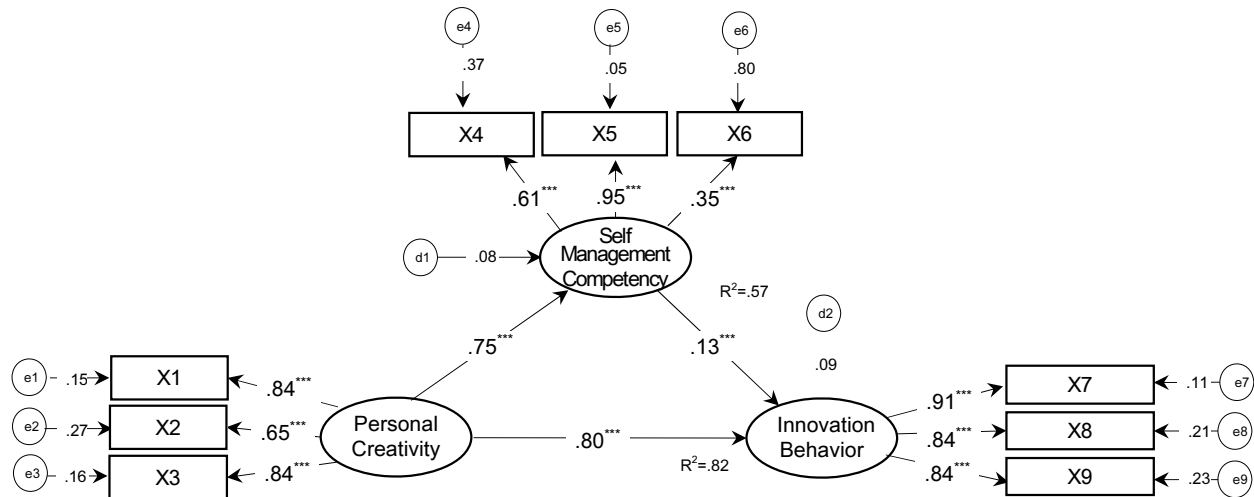 e4
e5
e6
.37
.05
.80
X4
X5
X6
.61***
.95***
.35***
Self
Management
Competency
d1
.08
R²=.57
d2
.75***
.13***
.09
e1
.15
X1
.84***
e2
.27
X2
.65***
e3
.16
X3
.84***
Personal
Creativity
.80***
R²=.82
Innovation
Behavior
.91***
X7
.11
e7
.84***
X8
.21
e8
.84***
X9
.23
e9